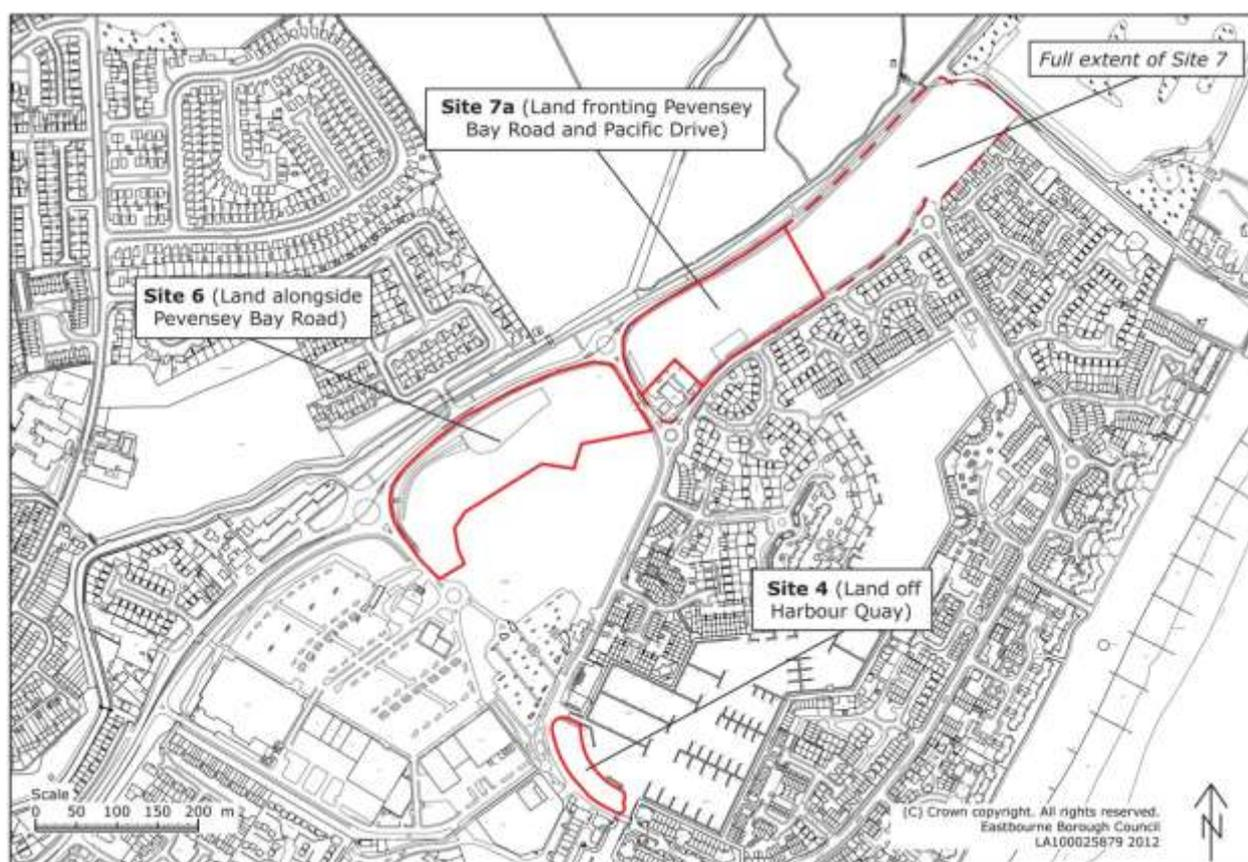 Full extent of Site 7
Site 7a (Land fronting Pevensey
Bay Road and Pacific Drive)
Site 6 (Land alongside
Pevensey Bay Road)
Site 4 (Land off
Harbour Quay)
Scale
0 50 100 150 200 m
(C) Crown copyright. All rights reserved.
Eastbourne Borough Council
LA100025879 2012
N